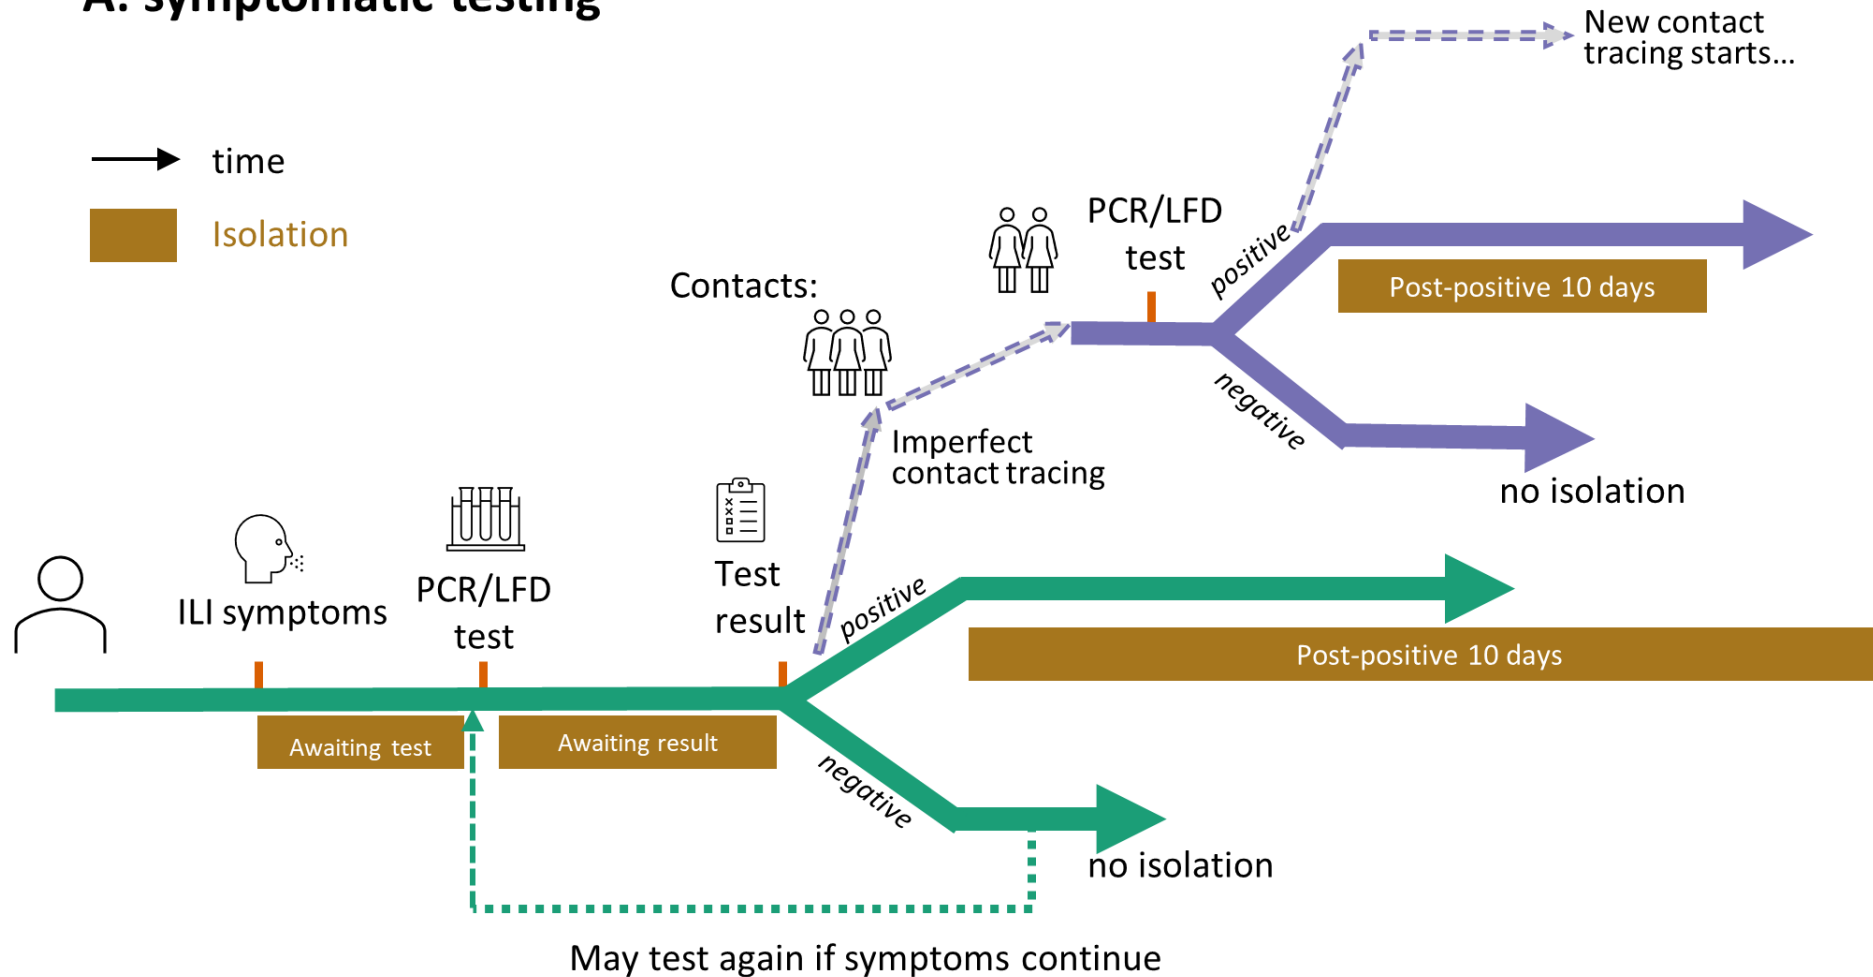 A: symptomatic testing
New contact
tracing starts...
time
Isolation
PCR/LFD
test
positive
Post-positive 10 days
Contacts:
negative
Imperfect
contact tracing
no isolation
ILI symptoms
PCR/LFD
test
Test
result
positive
Post-positive 10 days
Awaiting test
Awaiting result
negative
no isolation
May test again if symptoms continue